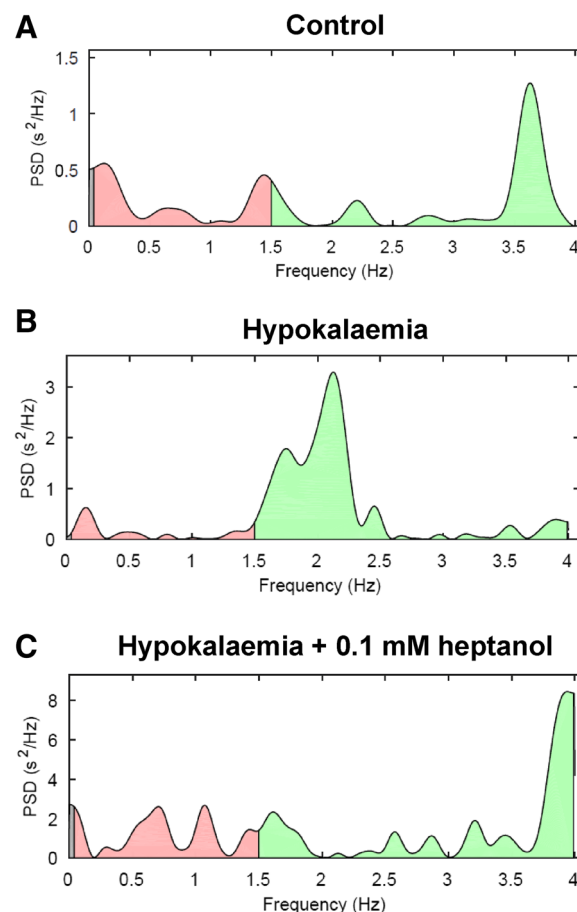 A
Control
1.5
1
0.5
0
PSD (s²/Hz)
0 0.5 1 1.5 2 2.5 3 3.5 4
Frequency (Hz)
B
Hypokalaemia
3
2
1
0
PSD (s²/Hz)
0 0.5 1 1.5 2 2.5 3 3.5 4
Frequency (Hz)
C
Hypokalaemia + 0.1 mM heptanol
8
6
4
2
0
PSD (s²/Hz)
0 0.5 1 1.5 2 2.5 3 3.5 4
Frequency (Hz)